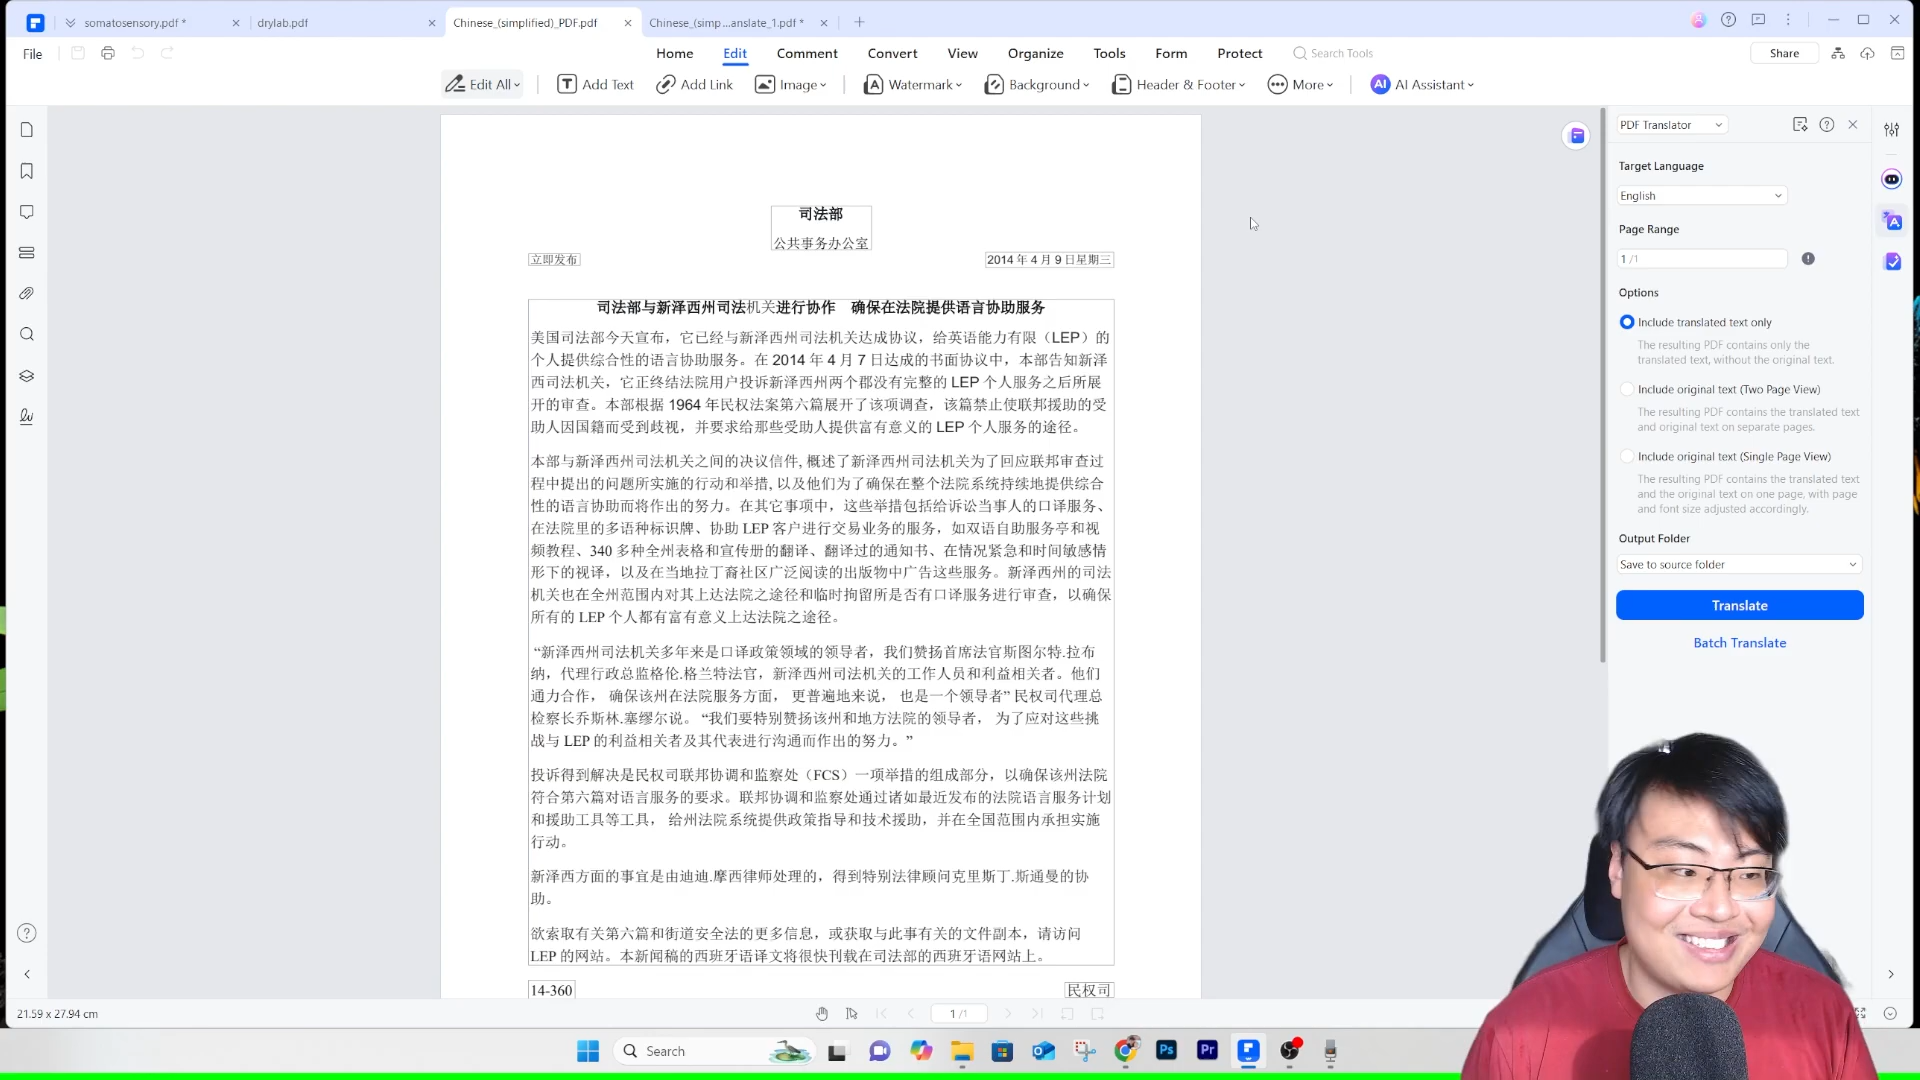 somatosensory.pdf *
drylab.pdf
Chinese_(simplified)_PDF.pdf
Chinese_(simp...anslate_1.pdf *
File
Home
Edit
Comment
Convert
View
Organize
Tools
Form
Protect
Search Tools
Share
Edit All
Add Text
Add Link
Image
Watermark
Background
Header & Footer
More
AI Assistant
司法部
公共事务办公室
立即发布
2014 年 4 月 9 日星期三
司法部与新泽西州司法机关进行协作 确保在法院提供语言协助服务
美国司法部今天宣布，它已经与新泽西州司法机关达成协议，给英语能力有限（LEP）的
个人提供综合性的语言协助服务。在 2014 年 4 月 7 日达成的书面协议中，本部告知新泽
西司法机关，它正终结法院用户投诉新泽西州两个郡没有完整的 LEP 个人服务之后所展
开的审查。本部根据 1964 年民权法案第六篇展开了该项调查，该篇禁止使联邦援助的受
助人因国籍而受到歧视，并要求给那些受助人提供富有意义的 LEP 个人服务的途径。
本部与新泽西州司法机关之间的决议信件, 概述了新泽西州司法机关为了回应联邦审查过
程中提出的问题所实施的行动和举措, 以及他们为了确保在整个法院系统持续地提供综合
性的语言协助而将作出的努力。在其它事项中，这些举措包括给诉讼当事人的口译服务、
在法院里的多语种标识牌、协助 LEP 客户进行交易业务的服务，如双语自助服务亭和视
频教程、340 多种全州表格和宣传册的翻译、翻译过的通知书、在情况紧急和时间敏感情
形下的视译，以及在当地拉丁裔社区广泛阅读的出版物中广告这些服务。新泽西州的司法
机关也在全州范围内对其上达法院之途径和临时拘留所是否有口译服务进行审查，以确保
所有的 LEP 个人都有富有意义上达法院之途径。
“新泽西州司法机关多年来是口译政策领域的领导者，我们赞扬首席法官斯图尔特.拉布
纳，代理行政总监格伦.格兰特法官，新泽西州司法机关的工作人员和利益相关者。他们
通力合作， 确保该州在法院服务方面， 更普遍地来说， 也是一个领导者” 民权司代理总
检察长乔斯林.塞缪尔说。 “我们要特别赞扬该州和地方法院的领导者， 为了应对这些挑
战与 LEP 的利益相关者及其代表进行沟通而作出的努力。”
投诉得到解决是民权司联邦协调和监察处（FCS）一项举措的组成部分，以确保该州法院
符合第六篇对语言服务的要求。联邦协调和监察处通过诸如最近发布的法院语言服务计划
和援助工具等工具， 给州法院系统提供政策指导和技术援助，并在全国范围内承担实施
行动。
新泽西方面的事宜是由迪迪.摩西律师处理的，得到特别法律顾问克里斯丁.斯通曼的协
助。
欲索取有关第六篇和街道安全法的更多信息，或获取与此事有关的文件副本，请访问
LEP 的网站。本新闻稿的西班牙语译文将很快刊载在司法部的西班牙语网站上。
14-360
民权司
PDF Translator
Target Language
English
Page Range
1 /1
Options
Include translated text only
The resulting PDF contains only the
translated text, without the original text.
Include original text (Two Page View)
The resulting PDF contains the translated text
and original text on separate pages.
Include original text (Single Page View)
The resulting PDF contains the translated text
and the original text on one page, with page
and font size adjusted accordingly.
Output Folder
Save to source folder
Translate
Batch Translate
21.59 x 27.94 cm
1 /1
Search
Ps
Pr